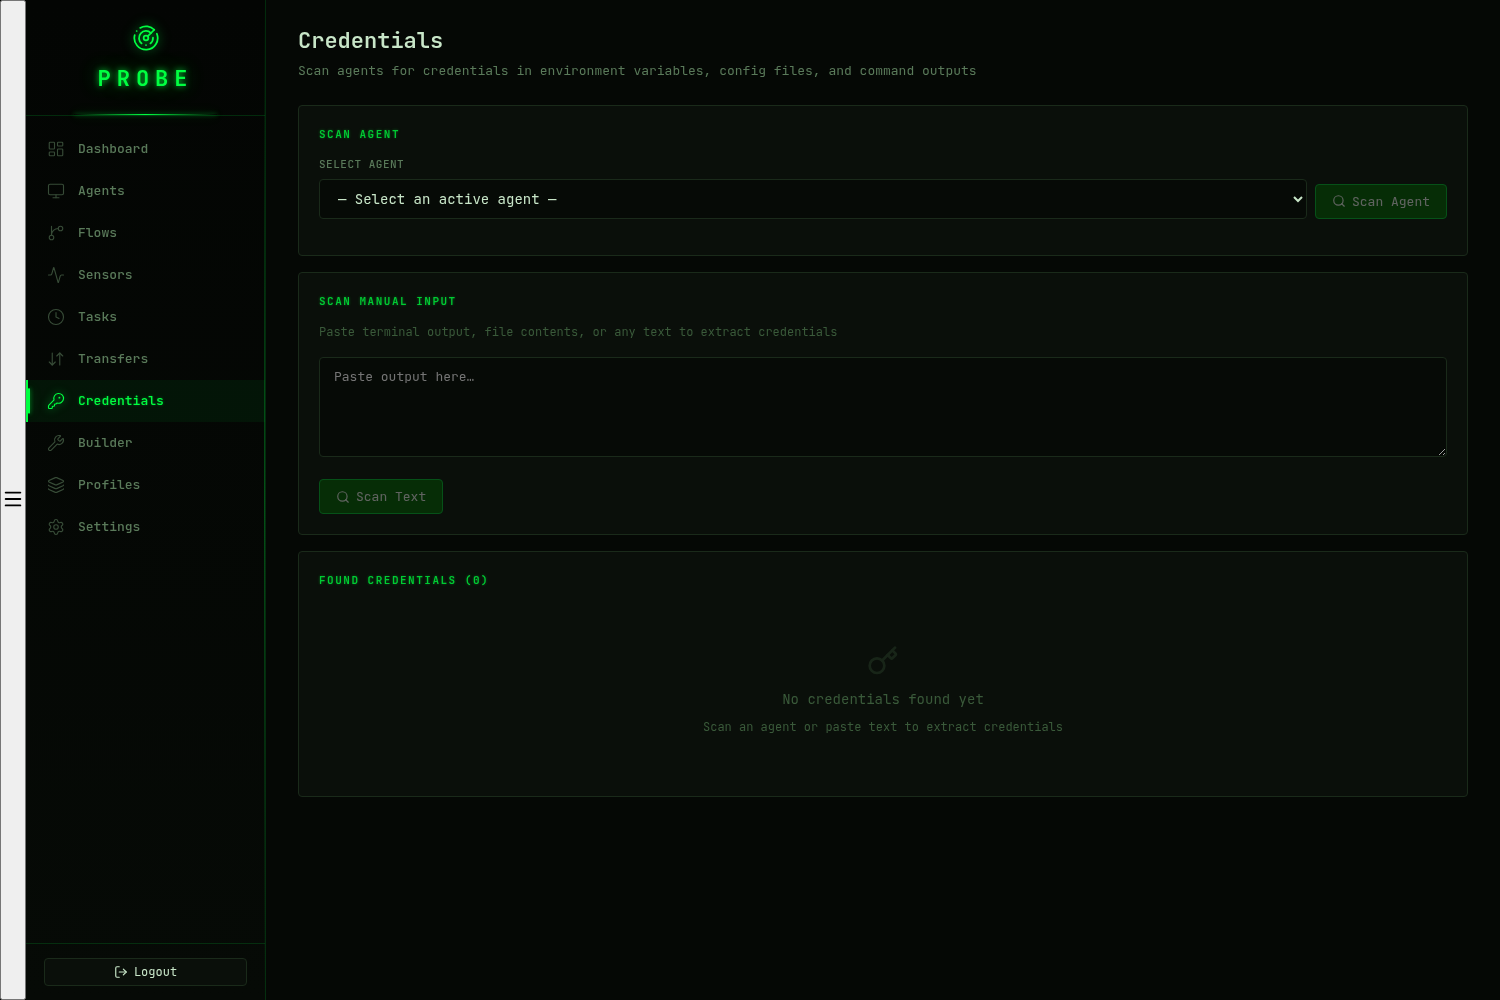 PROBE
Dashboard
Agents
Flows
Sensors
Tasks
Transfers
Credentials
Builder
Profiles
Settings
Logout
Credentials
Scan agents for credentials in environment variables, config files, and command outputs
SCAN AGENT
SELECT AGENT
— Select an active agent —
Scan Agent
SCAN MANUAL INPUT
Paste terminal output, file contents, or any text to extract credentials
Paste output here…
Scan Text
FOUND CREDENTIALS (0)
No credentials found yet
Scan an agent or paste text to extract credentials